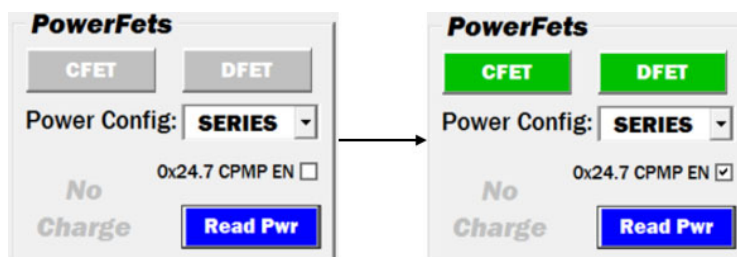 PowerFets
CFET DFET
Power Config: SERIES
0x24.7 CPMP EN
No
Charge
Read Pwr
PowerFets
CFET DFET
Power Config: SERIES
0x24.7 CPMP EN
No
Charge
Read Pwr